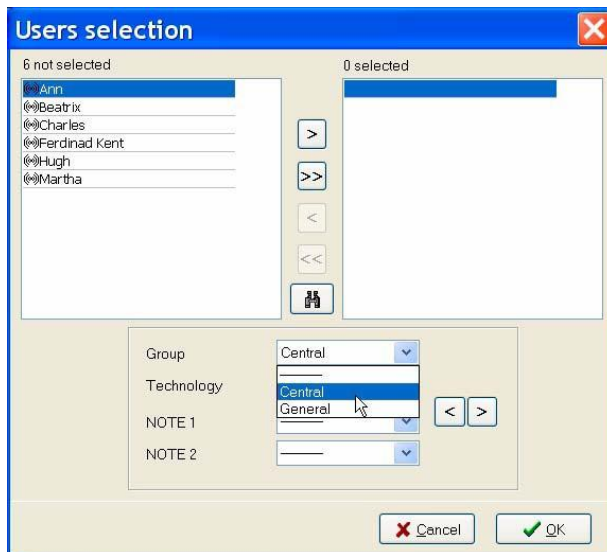 Users selection
6 not selected
0 selected
Ann
Beatrix
Charles
Ferdinad Kent
Hugh
Martha
>
>>
<
<<
Group
Central
Technology
Central
General
NOTE 1
NOTE 2
< >
Cancel
OK